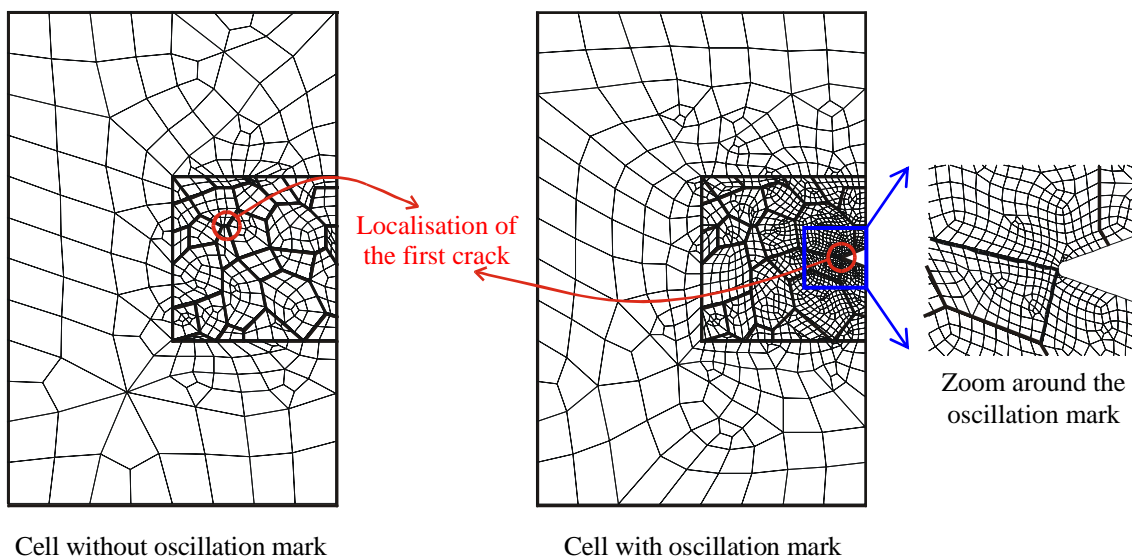 Localisation of
the first crack
Zoom around the
oscillation mark
Cell without oscillation mark
Cell with oscillation mark